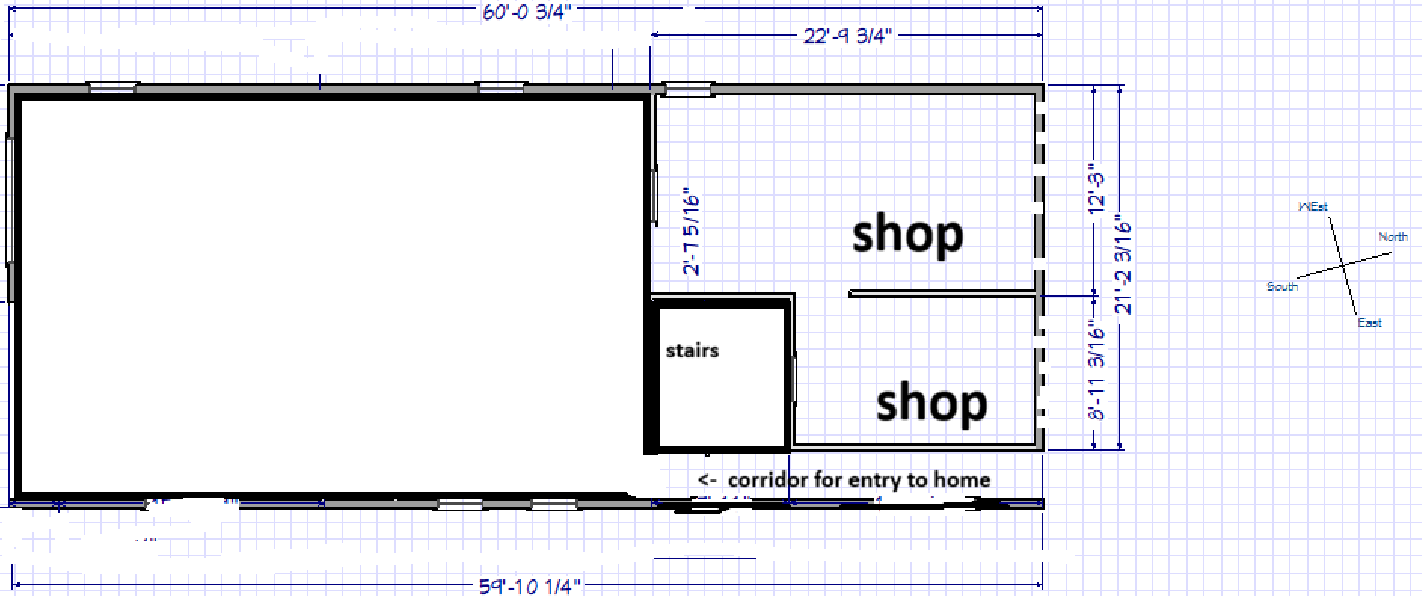 60'-0 3/4"
22'-9 3/4"
12'-3"
2'-7 5/16"
21'-2 3/16"
8'-11 3/16"
shop
stairs
shop
<- corridor for entry to home
59'-10 1/4"
WEst
North
South
East